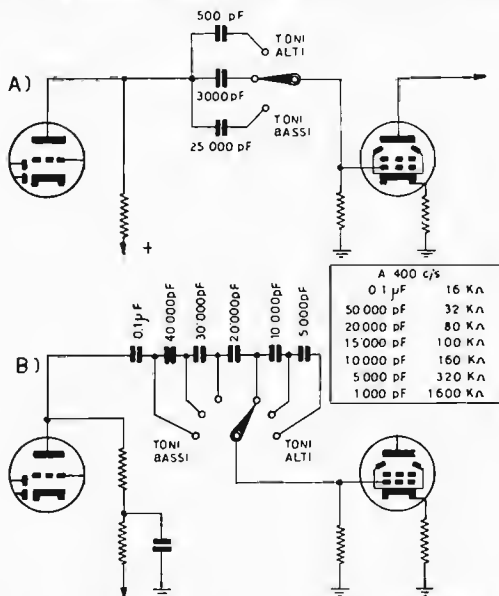 500 pF
TONI
ALTI
A)
3000 pF
TONI
BASSI
25 000 pF
+
A 400 c/s
0 1 µF 16 KΩ
50 000 pF 32 KΩ
20 000 pF 80 KΩ
15 000 pF 100 KΩ
10 000 pF 160 KΩ
5 000 pF 320 KΩ
1 000 pF 1600 KΩ
B)
0.1µF
40 000pF
30'000pF
20'000pF
10 000pF
5 000pF
TONI
BASSI
TONI
ALTI